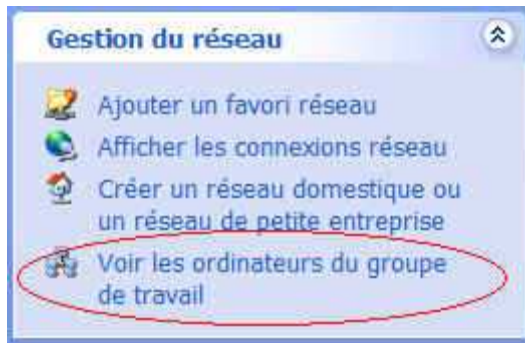 Gestion du réseau
Ajouter un favori réseau
Afficher les connexions réseau
Créer un réseau domestique ou
un réseau de petite entreprise
Voir les ordinateurs du groupe
de travail